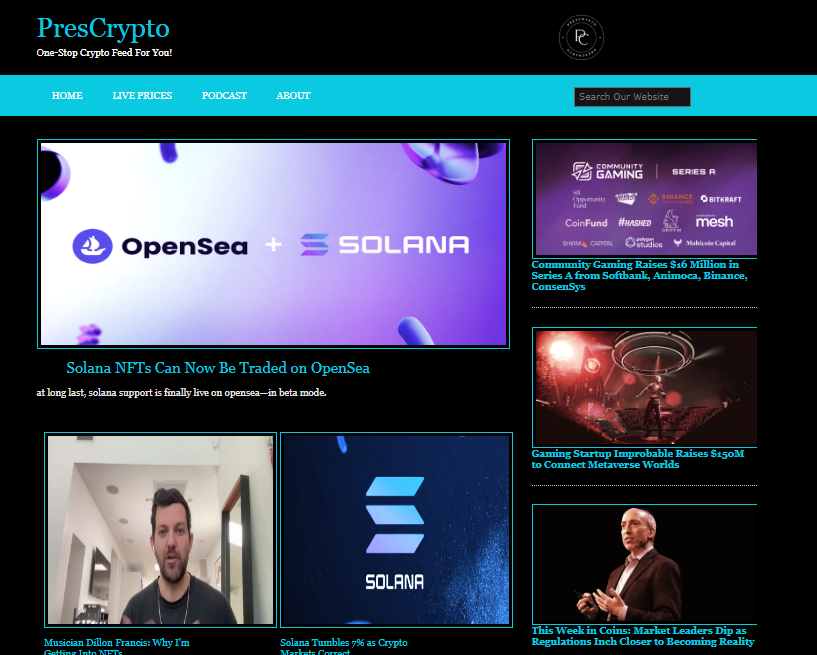 PresCrypto
One-Stop Crypto Feed For You!
PRESCRYPTO
PC
HOME LIVE PRICES PODCAST ABOUT
Search Our Website
OpenSea + SOLANA
Solana NFTs Can Now Be Traded on OpenSea
at long last, solana support is finally live on opensea—in beta mode.
SOLANA
Musician Dillon Francis: Why I'm
Getting Into NFTs
Solana Tumbles 7% as Crypto
Markets Correct
COMMUNITY
GAMING
SERIES A
SB
Opportunity
Fund
BINANCE
LABS
BITKRAFT
CoinFund
#HASHED
GRIFFIN
mesh
SHIMA CAPITAL
polygon
studios
Multicoin Capital
Community Gaming Raises $16 Million in
Series A from Softbank, Animoca, Binance,
ConsenSys
Gaming Startup Improbable Raises $150M
to Connect Metaverse Worlds
This Week in Coins: Market Leaders Dip as
Regulations Inch Closer to Becoming Reality